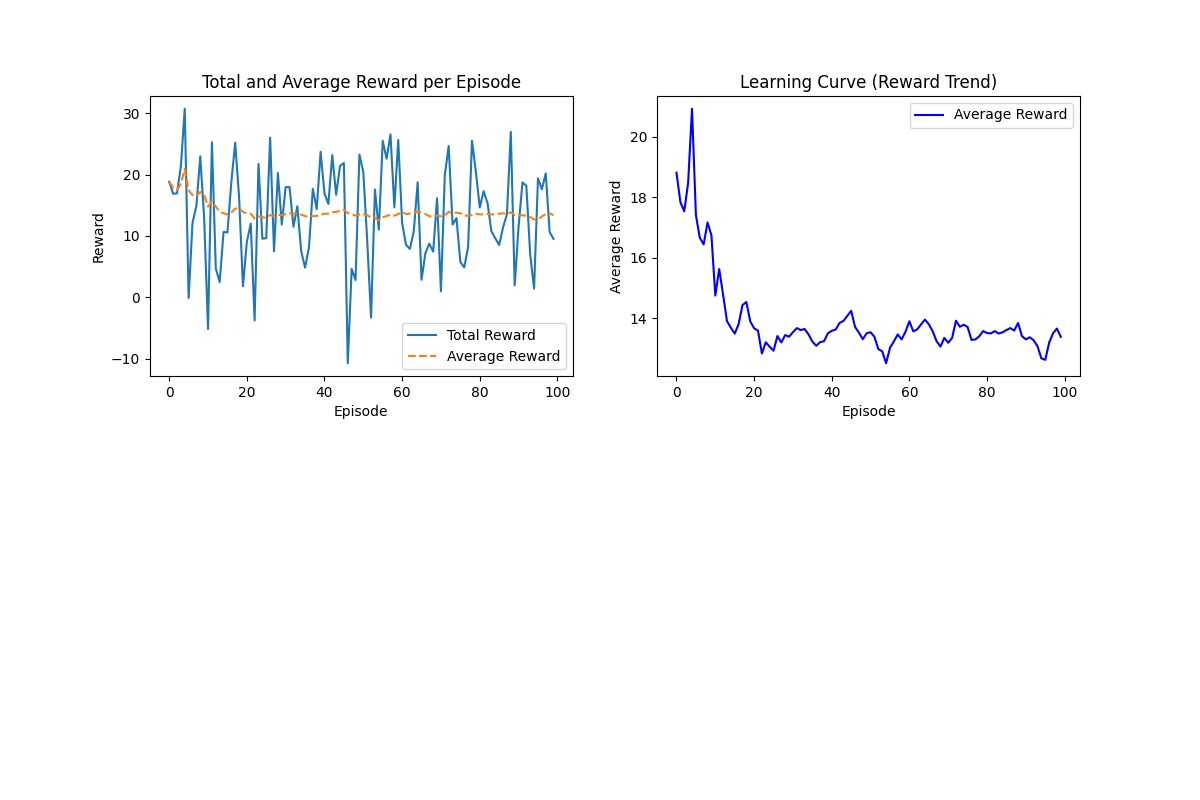 Total and Average Reward per Episode
Reward
30
20
10
0
−10
Total Reward
Average Reward
0 20 40 60 80 100
Episode
Learning Curve (Reward Trend)
Average Reward
20
18
16
14
Average Reward
0 20 40 60 80 100
Episode